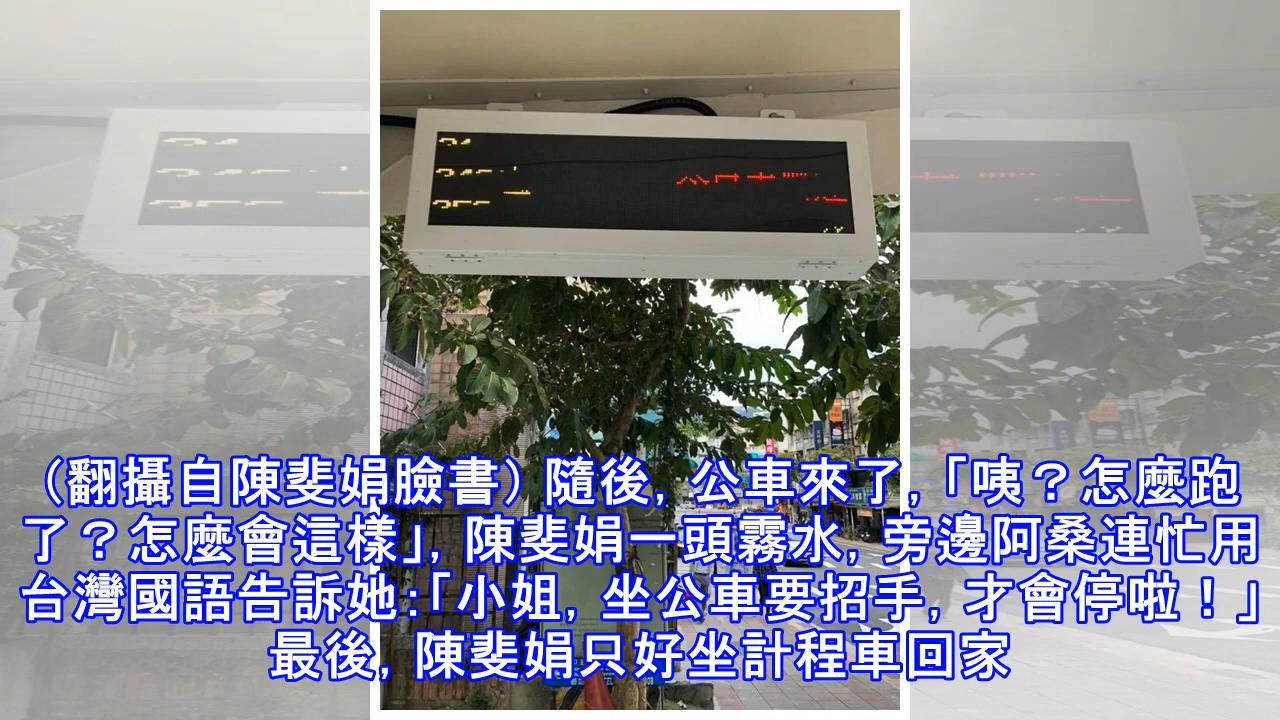 （翻攝自陳斐娟臉書）隨後, 公車來了,「咦？怎麼跑
了？怎麼會這樣」, 陳斐娟一頭霧水, 旁邊阿桑連忙用
台灣國語告訴她:「小姐, 坐公車要招手, 才會停啦！」
最後, 陳斐娟只好坐計程車回家